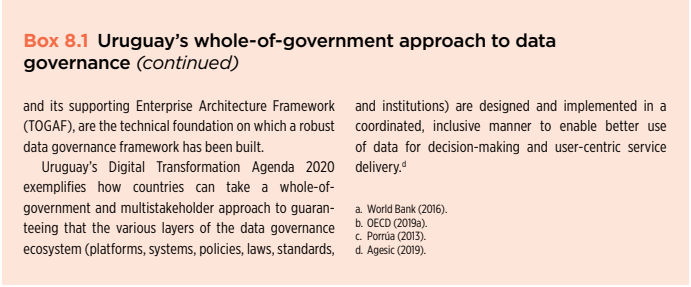 Box 8.1 Uruguay's whole-of-government approach to data
governance (continued)
and its supporting Enterprise Architecture Framework
(TOGAF), are the technical foundation on which a robust
data governance framework has been built.
Uruguay's Digital Transformation Agenda 2020
exemplifies how countries can take a whole-of-
government and multistakeholder approach to guaran-
teeing that the various layers of the data governance
ecosystem (platforms, systems, policies, laws, standards,
and institutions) are designed and implemented in a
coordinated, inclusive manner to enable better use
of data for decision-making and user-centric service
delivery.d
a. World Bank (2016).
b. OECD (2019a).
c. Porrúa (2013).
d. Agesic (2019).